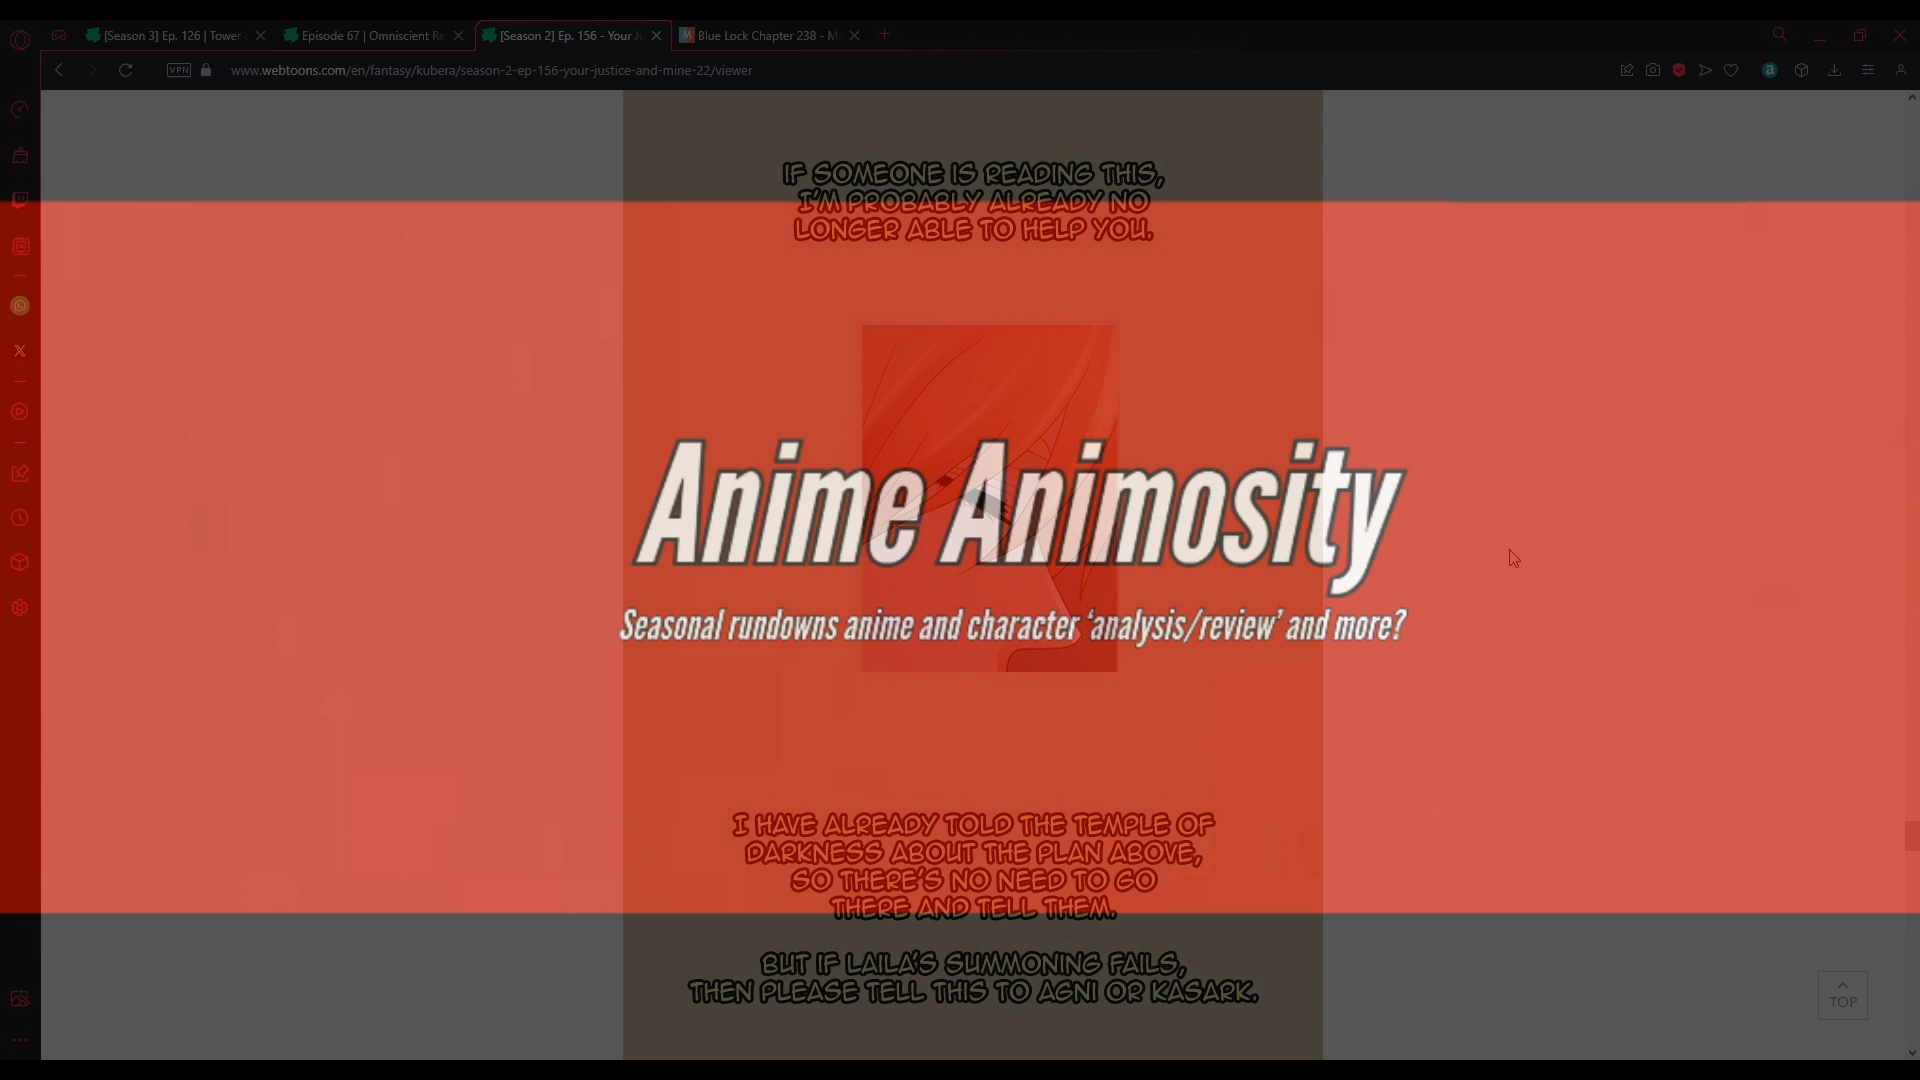 [Season 3] Ep. 126 | Tower
Episode 67 | Omniscient Re
[Season 2] Ep. 156 - Your Ju
Blue Lock Chapter 238 - M
VPN
www.webtoons.com/en/fantasy/kubera/season-2-ep-156-your-justice-and-mine-22/viewer
IF SOMEONE IS READING THIS,
I'M PROBABLY ALREADY NO
LONGER ABLE TO HELP YOU.
Anime Animosity
Seasonal rundowns anime and character 'analysis/review' and more?
I HAVE ALREADY TOLD THE TEMPLE OF
DARKNESS ABOUT THE PLAN ABOVE,
SO THERE'S NO NEED TO GO
THERE AND TELL THEM.
BUT IF LAILA'S SUMMONING FAILS,
THEN PLEASE TELL THIS TO AGNI OR KASARK.
TOP